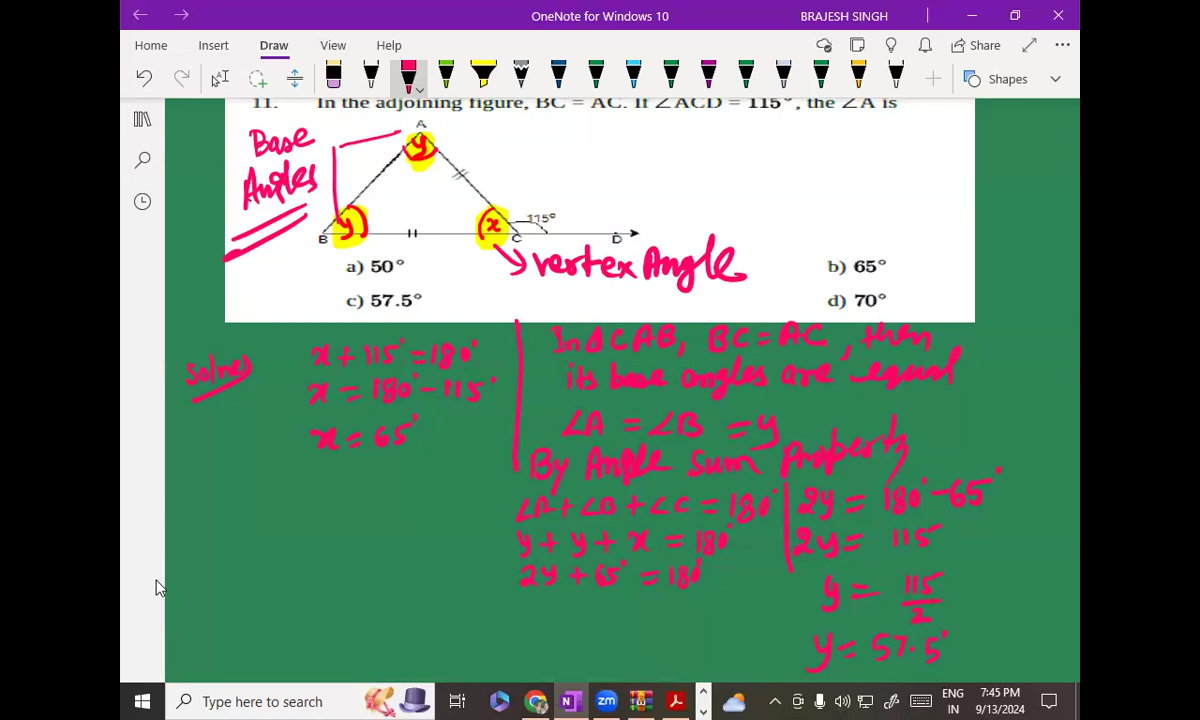 OneNote for Windows 10
BRAJESH SINGH
Home Insert Draw View Help
Share
Shapes
11. In the adjoining figure, BC = AC. If ∠ACD = 115°, the ∠A is
Base
Angles
A
y
B
y
x
C
115°
D
vertex Angle
a) 50°
b) 65°
c) 57.5°
d) 70°
Solnes
x + 115° = 180°
x = 180° - 115°
x = 65°
In ΔCAB, BC = AC, then
its base angles are equal
∠A = ∠B = y
By Angle Sum Property
∠A + ∠B + ∠C = 180°
y + y + x = 180°
2y + 65° = 180°
2y = 180° - 65°
2y = 115
y = 115/2
y = 57.5°
Type here to search
ENG
IN
7:45 PM
9/13/2024